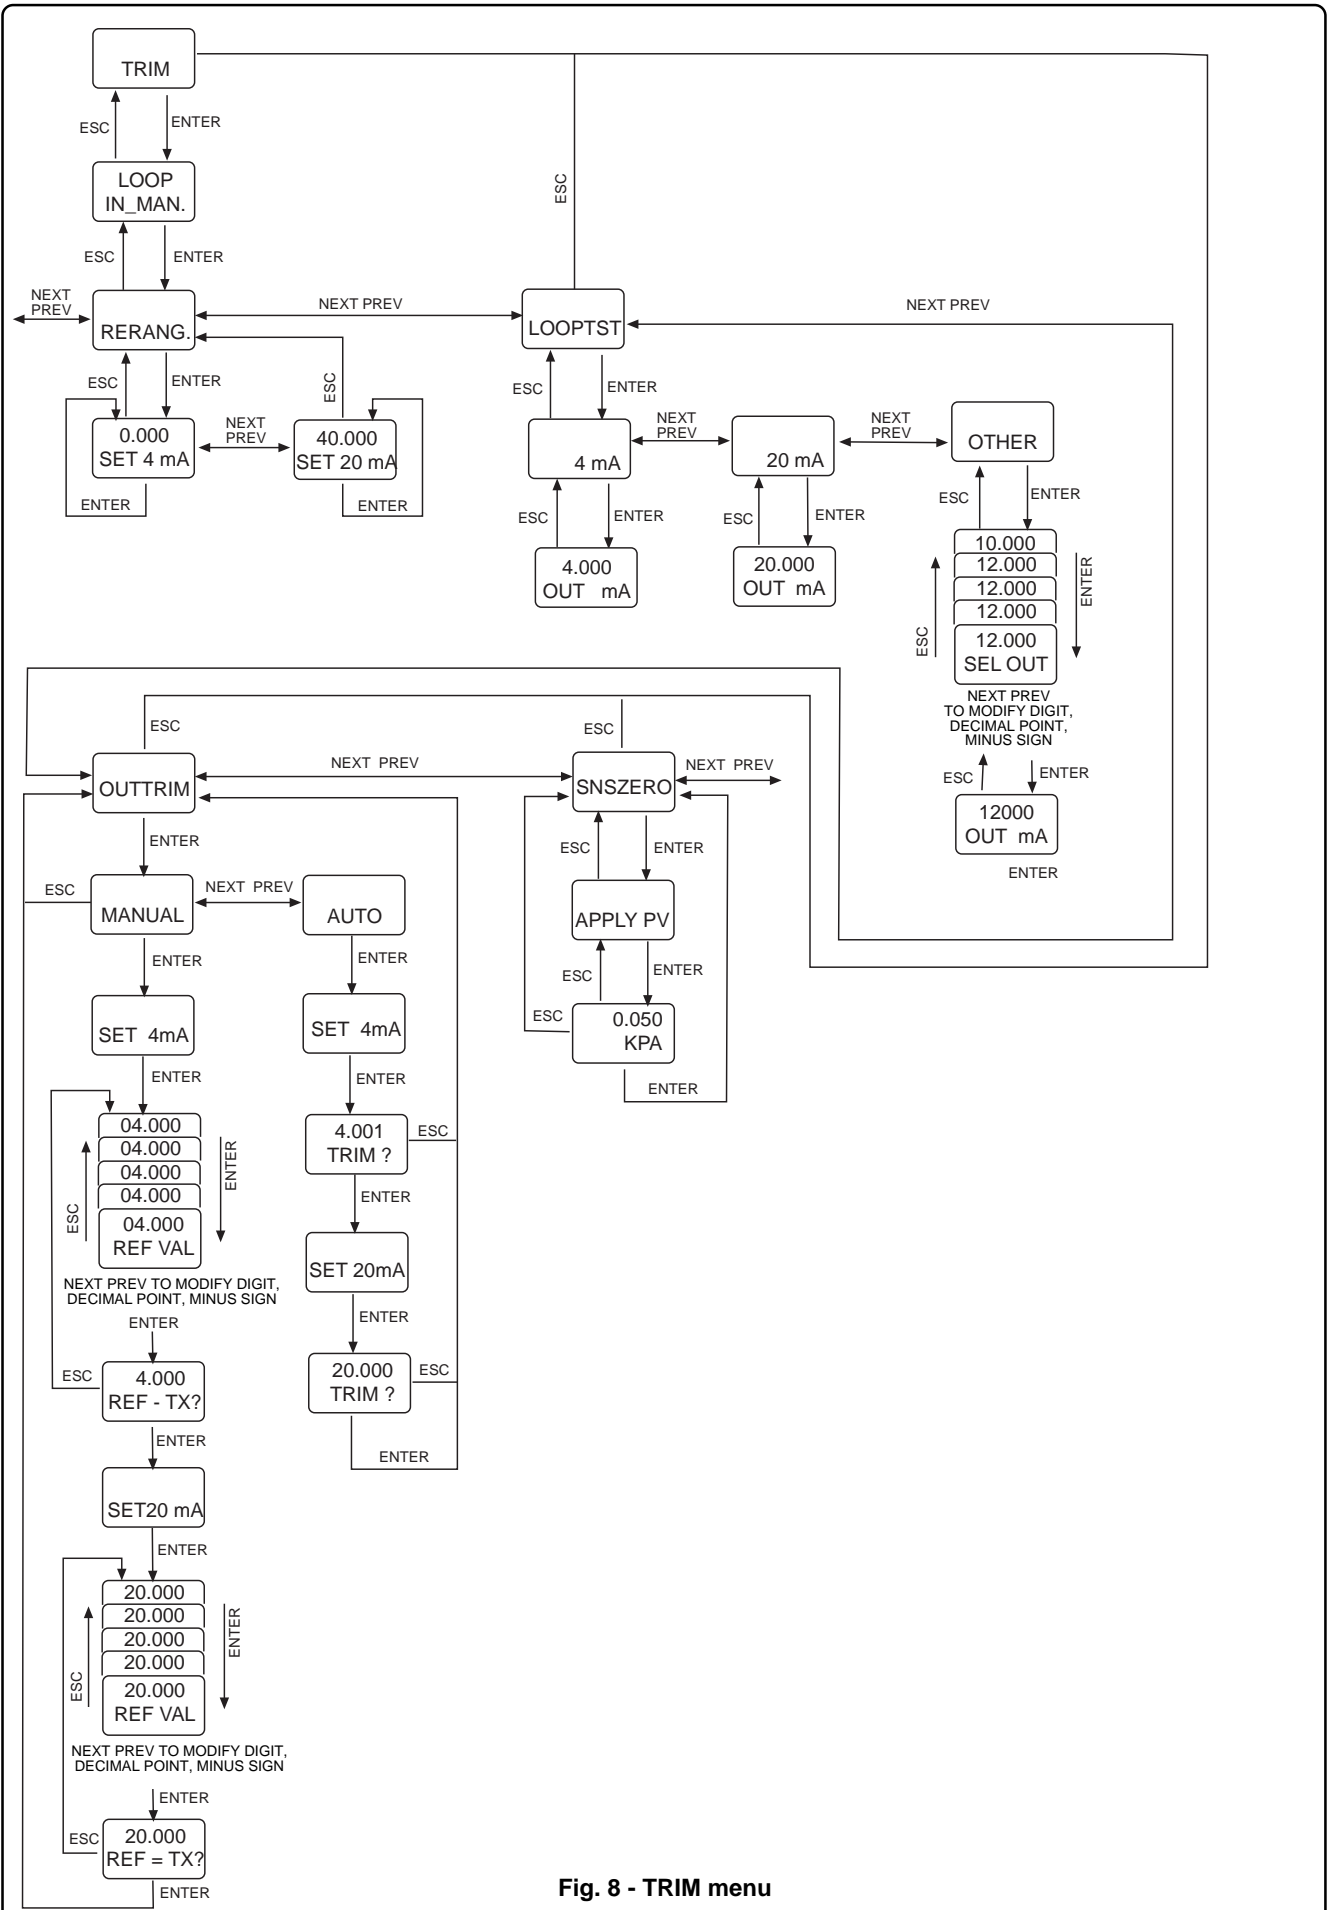 TRIM
ESC
ENTER
LOOP
IN_MAN.
ESC
ENTER
ESC
NEXT
PREV
RERANG.
NEXT PREV
LOOPTST
NEXT PREV
ESC
ENTER
ESC
ESC
ENTER
0.000
SET 4 mA
NEXT
PREV
40.000
SET 20 mA
ENTER
ENTER
4 mA
NEXT
PREV
20 mA
NEXT
PREV
OTHER
ESC
ENTER
ESC
ENTER
ESC
ENTER
4.000
OUT mA
20.000
OUT mA
10.000
12.000
12.000
12.000
12.000
SEL OUT
ESC
ENTER
NEXT PREV
TO MODIFY DIGIT,
DECIMAL POINT,
MINUS SIGN
ESC
ENTER
12000
OUT mA
ENTER
ESC
ESC
OUTTRIM
NEXT PREV
SNSZERO
NEXT PREV
ENTER
ESC
ENTER
ESC
MANUAL
NEXT PREV
AUTO
APPLY PV
ENTER
ENTER
ESC
ENTER
SET 4mA
SET 4mA
ESC
0.050
KPA
ENTER
ENTER
ENTER
04.000
04.000
04.000
04.000
04.000
REF VAL
ESC
ENTER
4.001
TRIM ?
ESC
ENTER
SET 20mA
NEXT PREV TO MODIFY DIGIT,
DECIMAL POINT, MINUS SIGN
ENTER
ENTER
ESC
4.000
REF - TX?
20.000
TRIM ?
ESC
ENTER
ENTER
SET20 mA
ENTER
20.000
20.000
20.000
20.000
20.000
REF VAL
ESC
ENTER
NEXT PREV TO MODIFY DIGIT,
DECIMAL POINT, MINUS SIGN
ENTER
ESC
20.000
REF = TX?
ENTER
Fig. 8 - TRIM menu